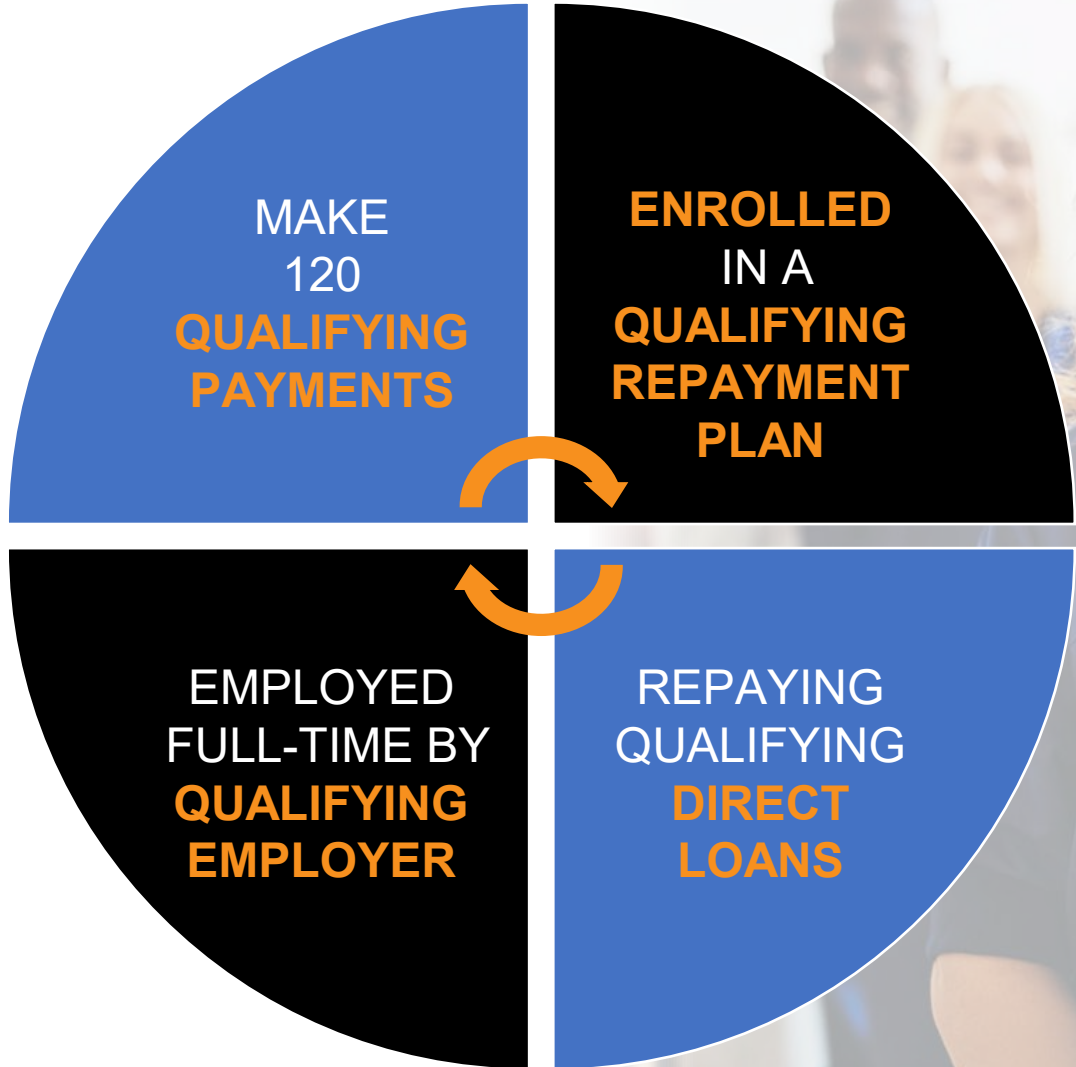 MAKE
120
QUALIFYING
PAYMENTS
ENROLLED
IN A
QUALIFYING
REPAYMENT
PLAN
EMPLOYED
FULL-TIME BY
QUALIFYING
EMPLOYER
REPAYING
QUALIFYING
DIRECT
LOANS